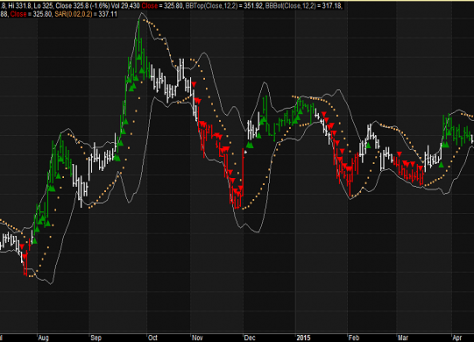 .8, Hi 331.8, Lo 325, Close 325.8 (-1.6%) Vol 29,430 Close = 325.80, BBTop(Close,12,2) = 351.92, BBBot(Close,12,2) = 317.18,
88, Close = 325.80, SAR(0.02,0.2) = 337.11
Aug Sep Oct Nov Dec 2015 Feb Mar Apr